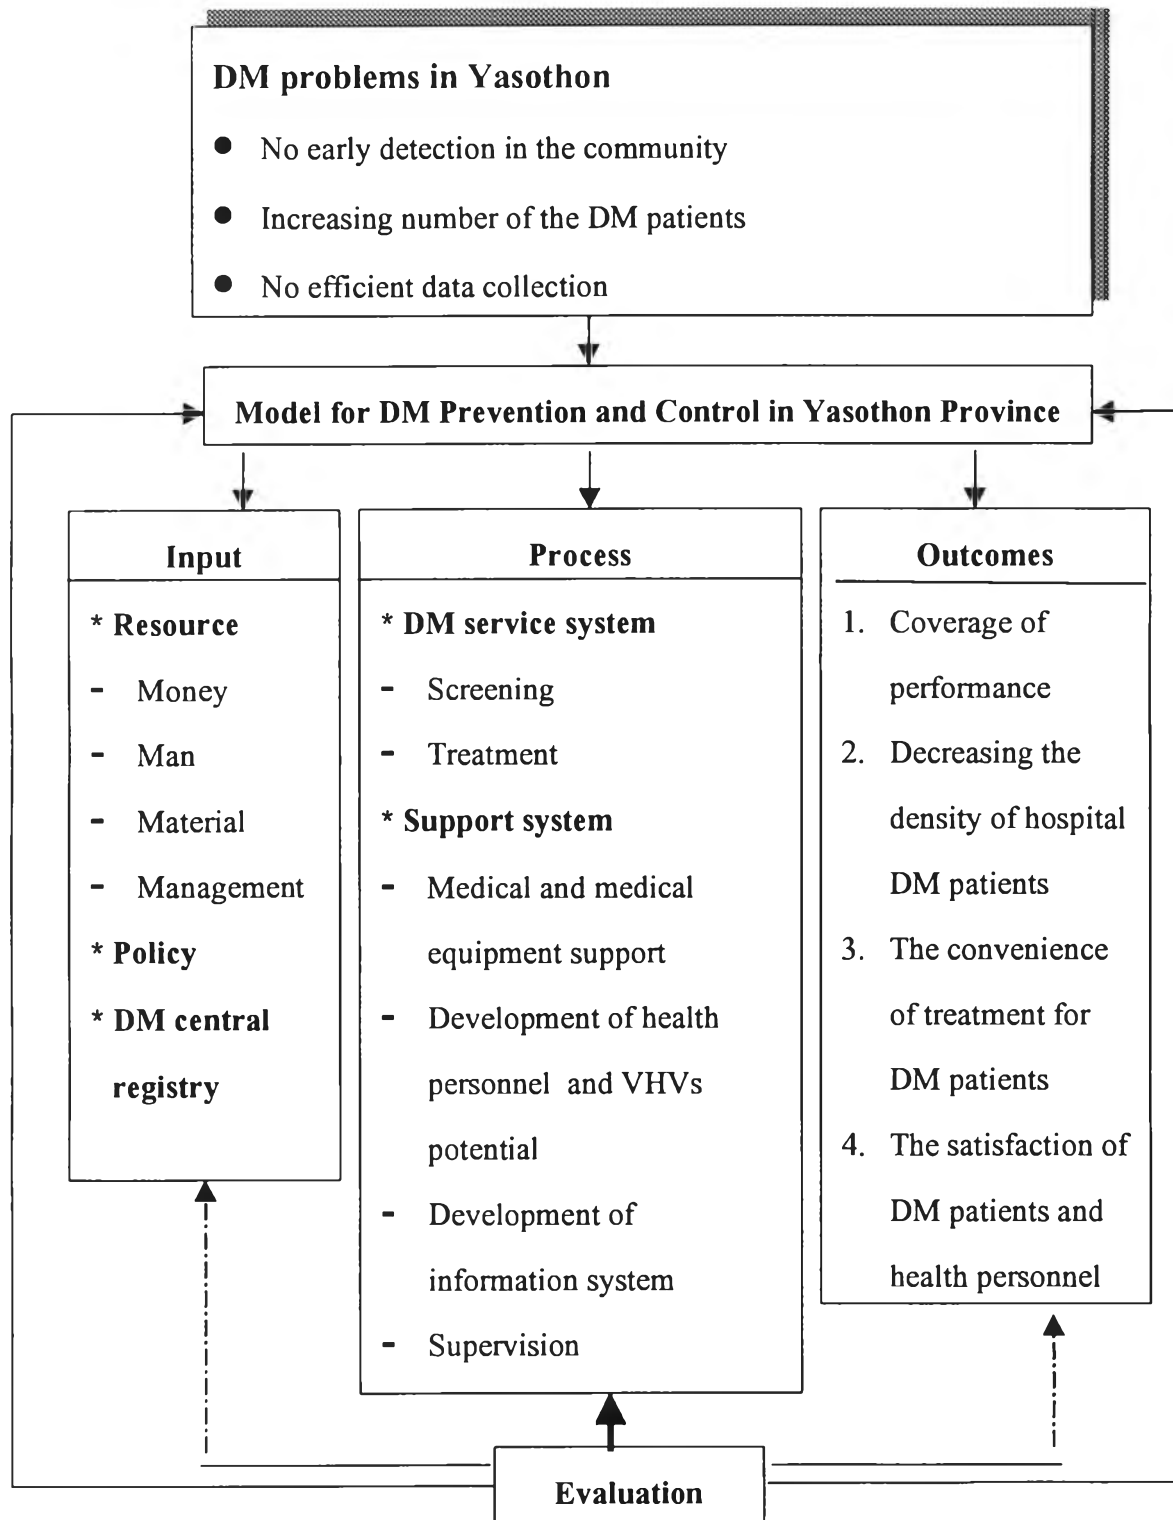 DM problems in Yasothon
● No early detection in the community
● Increasing number of the DM patients
● No efficient data collection
Model for DM Prevention and Control in Yasothon Province
Input
* Resource
- Money
- Man
- Material
- Management
* Policy
* DM central
registry
Process
* DM service system
- Screening
- Treatment
* Support system
- Medical and medical
equipment support
- Development of health
personnel and VHVs
potential
- Development of
information system
- Supervision
Outcomes
1. Coverage of
performance
2. Decreasing the
density of hospital
DM patients
3. The convenience
of treatment for
DM patients
4. The satisfaction of
DM patients and
health personnel
Evaluation